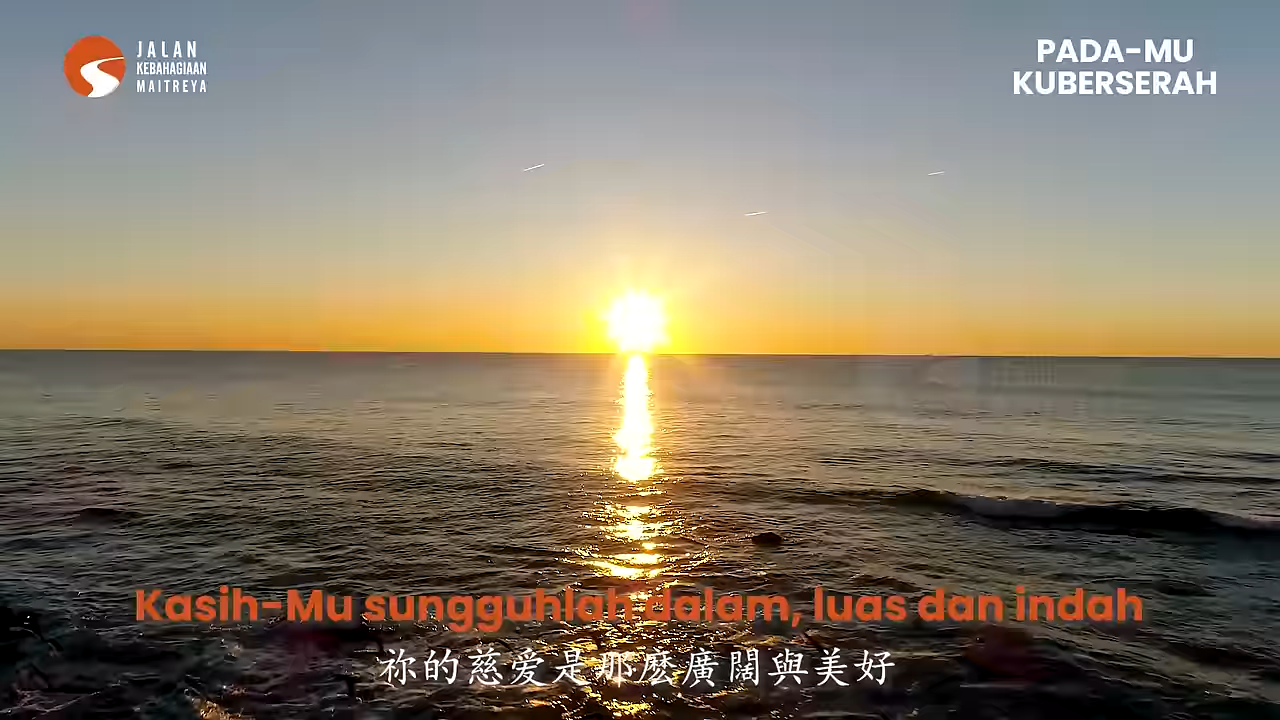 JALAN
KEBAHAGIAAN
MAITREYA
PADA-MU
KUBERSERAH
Kasih-Mu sungguhlah dalam, luas dan indah
祢的慈爱是那麽廣闊與美好